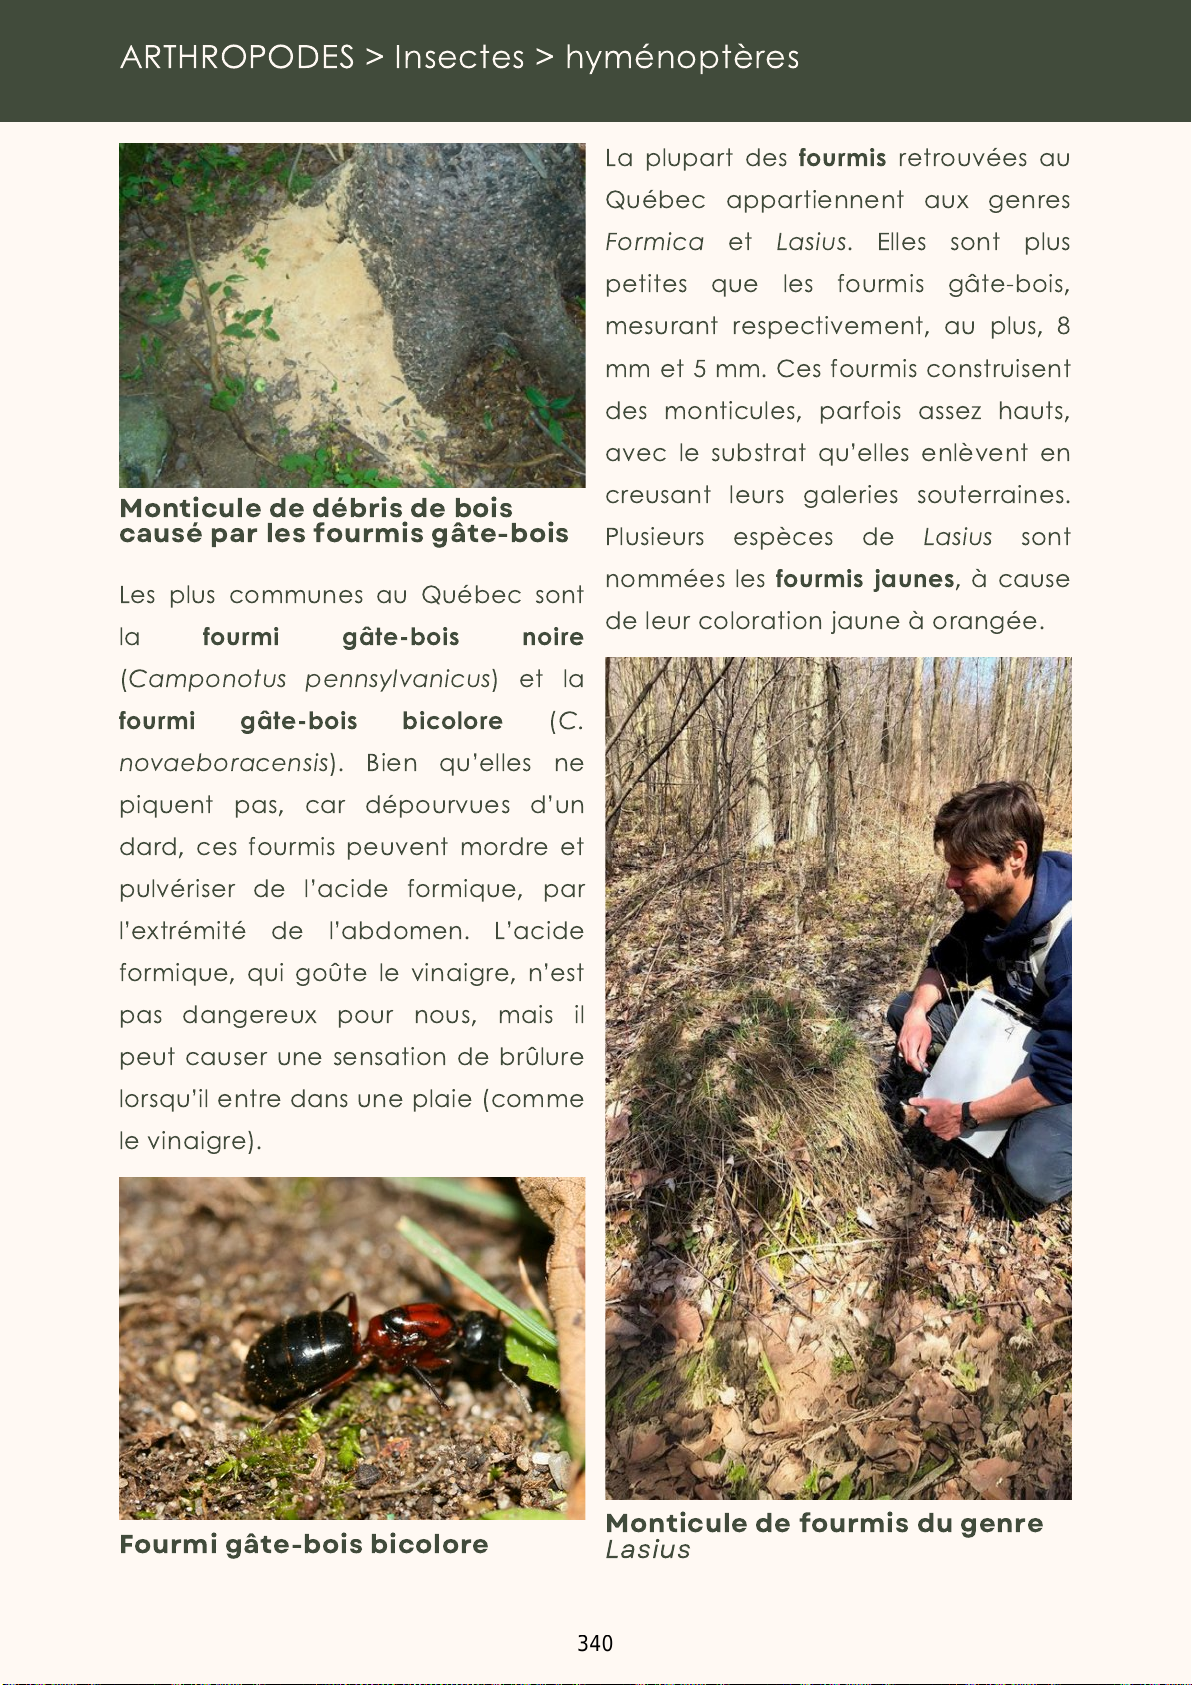 ARTHROPODES > Insectes > hyménoptères
Monticule de débris de bois
causé par les fourmis gâte-bois
Les plus communes au Québec sont
la fourmi gâte-bois noire
(Camponotus pennsylvanicus) et la
fourmi gâte-bois bicolore (C.
novaeboracensis). Bien qu'elles ne
piquent pas, car dépourvues d'un
dard, ces fourmis peuvent mordre et
pulvériser de l'acide formique, par
l'extrémité de l'abdomen. L'acide
formique, qui goûte le vinaigre, n'est
pas dangereux pour nous, mais il
peut causer une sensation de brûlure
lorsqu'il entre dans une plaie (comme
le vinaigre).
Fourmi gâte-bois bicolore
La plupart des fourmis retrouvées au
Québec appartiennent aux genres
Formica et Lasius. Elles sont plus
petites que les fourmis gâte-bois,
mesurant respectivement, au plus, 8
mm et 5 mm. Ces fourmis construisent
des monticules, parfois assez hauts,
avec le substrat qu'elles enlèvent en
creusant leurs galeries souterraines.
Plusieurs espèces de Lasius sont
nommées les fourmis jaunes, à cause
de leur coloration jaune à orangée.
Monticule de fourmis du genre
Lasius
340